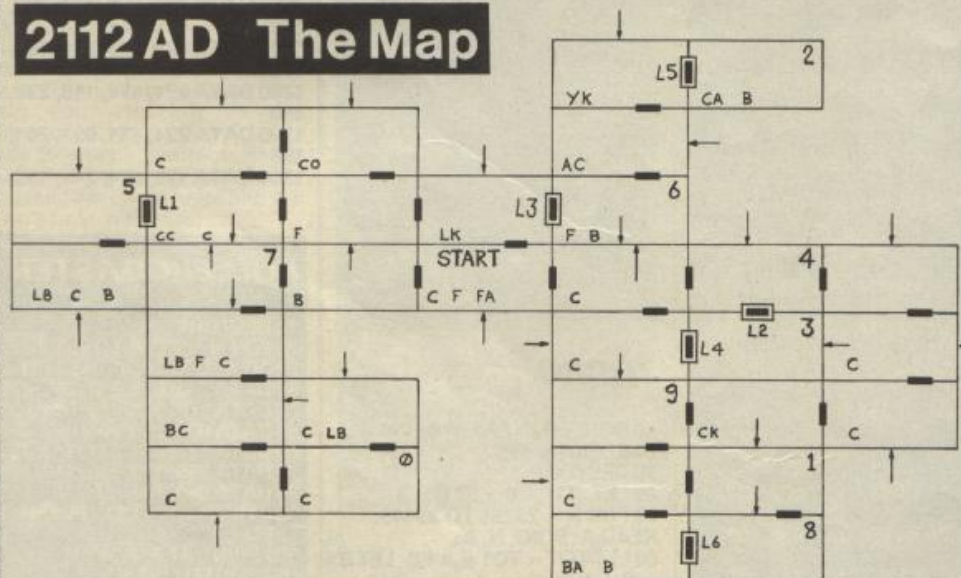 2112 AD The Map
2
L5
YK CA B
C CO AC
5 6
L1 L3
CC C F LK F B
7 START 4
LB C B B C F FA C
L2 3
L4
LB F C C C
9
BC C LB CK C
Ø 1
C C C
8
L6
BA B